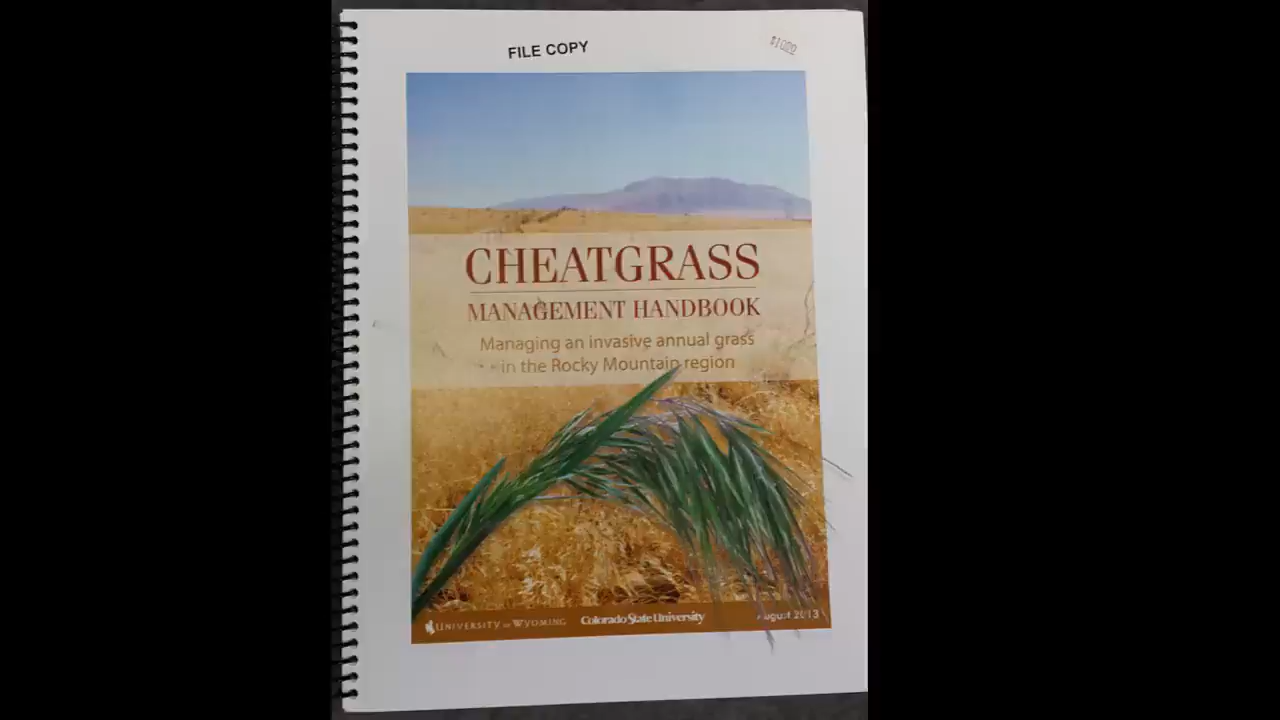 FILE COPY
$1000
CHEATGRASS
MANAGEMENT HANDBOOK
Managing an invasive annual grass
in the Rocky Mountain region
UNIVERSITY OF WYOMING
Colorado State University
August 2013